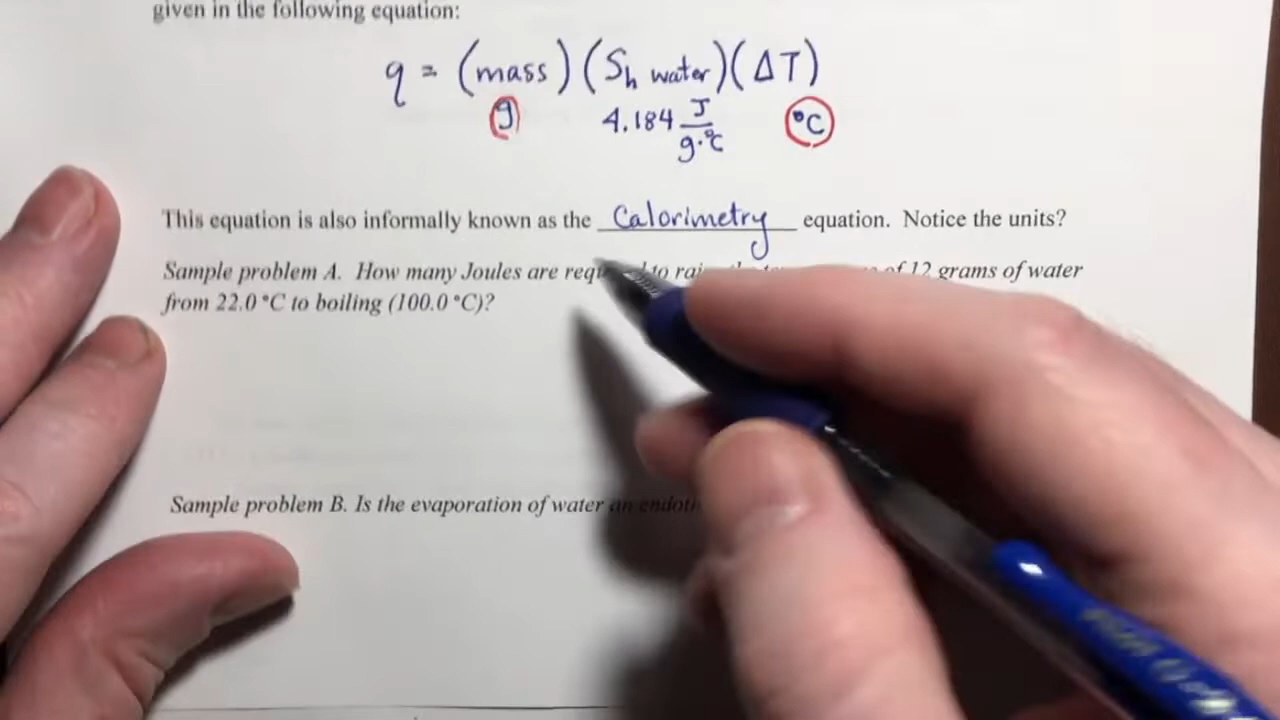 given in the following equation:
q = (mass) (Sh water) (ΔT)
g 4.184 J/g·°C °C
This equation is also informally known as the Calorimetry equation. Notice the units?
Sample problem A. How many Joules are to of 12 grams of water
from 22.0 °C to boiling (100.0 °C)?
Sample problem B. Is the evaporation of water an